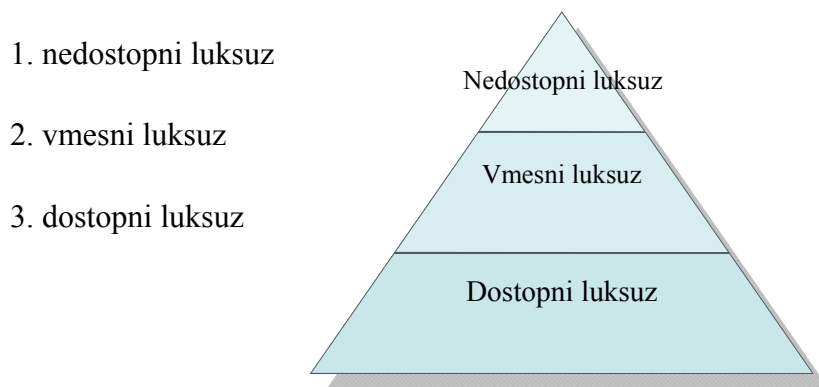 1. nedostopni luksuz
2. vmesni luksuz
3. dostopni luksuz
Nedostopni luksuz
Vmesni luksuz
Dostopni luksuz